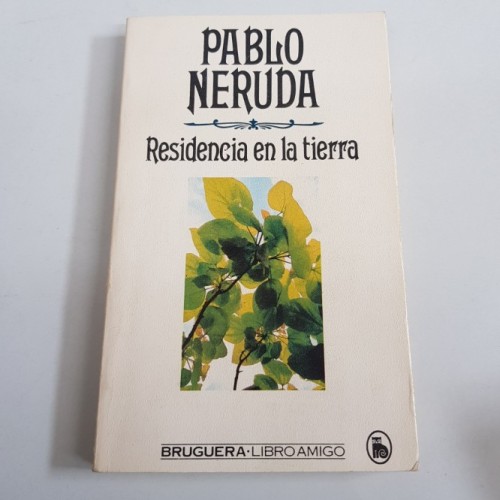 PABLO
NERUDA
Residencia en la tierra
BRUGUERA·LIBRO AMIGO